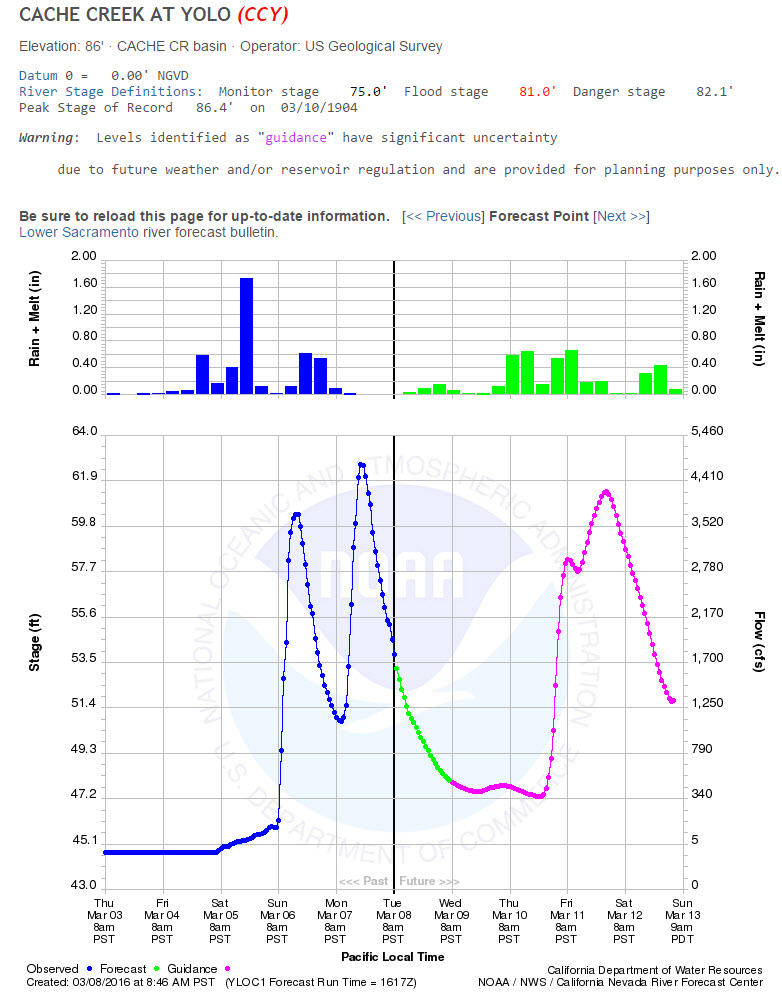 CACHE CREEK AT YOLO (CCY)
Elevation: 86' · CACHE CR basin · Operator: US Geological Survey
Datum 0 = 0.00' NGVD
River Stage Definitions: Monitor stage 75.0' Flood stage 81.0' Danger stage 82.1'
Peak Stage of Record 86.4' on 03/10/1904
Warning: Levels identified as "guidance" have significant uncertainty
due to future weather and/or reservoir regulation and are provided for planning purposes only.
Be sure to reload this page for up-to-date information. [<< Previous] Forecast Point [Next >>]
Lower Sacramento river forecast bulletin.
Rain + Melt (in)
2.00
1.60
1.20
0.80
0.40
0.00
2.00
1.60
1.20
0.80
0.40
0.00
Rain + Melt (in)
Stage (ft)
64.0
61.9
59.8
57.7
55.6
53.5
51.4
49.3
47.2
45.1
43.0
5,460
4,410
3,520
2,780
2,170
1,700
1,250
790
340
5
0
Flow (cfs)
NATIONAL OCEANIC AND ATMOSPHERIC ADMINISTRATION
NOAA
U.S. DEPARTMENT OF COMMERCE
<<< Past Future >>>
Thu Fri Sat Sun Mon Tue Wed Thu Fri Sat Sun
Mar 03 Mar 04 Mar 05 Mar 06 Mar 07 Mar 08 Mar 09 Mar 10 Mar 11 Mar 12 Mar 13
8am 8am 8am 8am 8am 8am 8am 8am 8am 8am 9am
PST PST PST PST PST PST PST PST PST PST PDT
Pacific Local Time
Observed Forecast Guidance
California Department of Water Resources
Created: 03/08/2016 at 8:46 AM PST (YLOC1 Forecast Run Time = 1617Z)
NOAA / NWS / California Nevada River Forecast Center